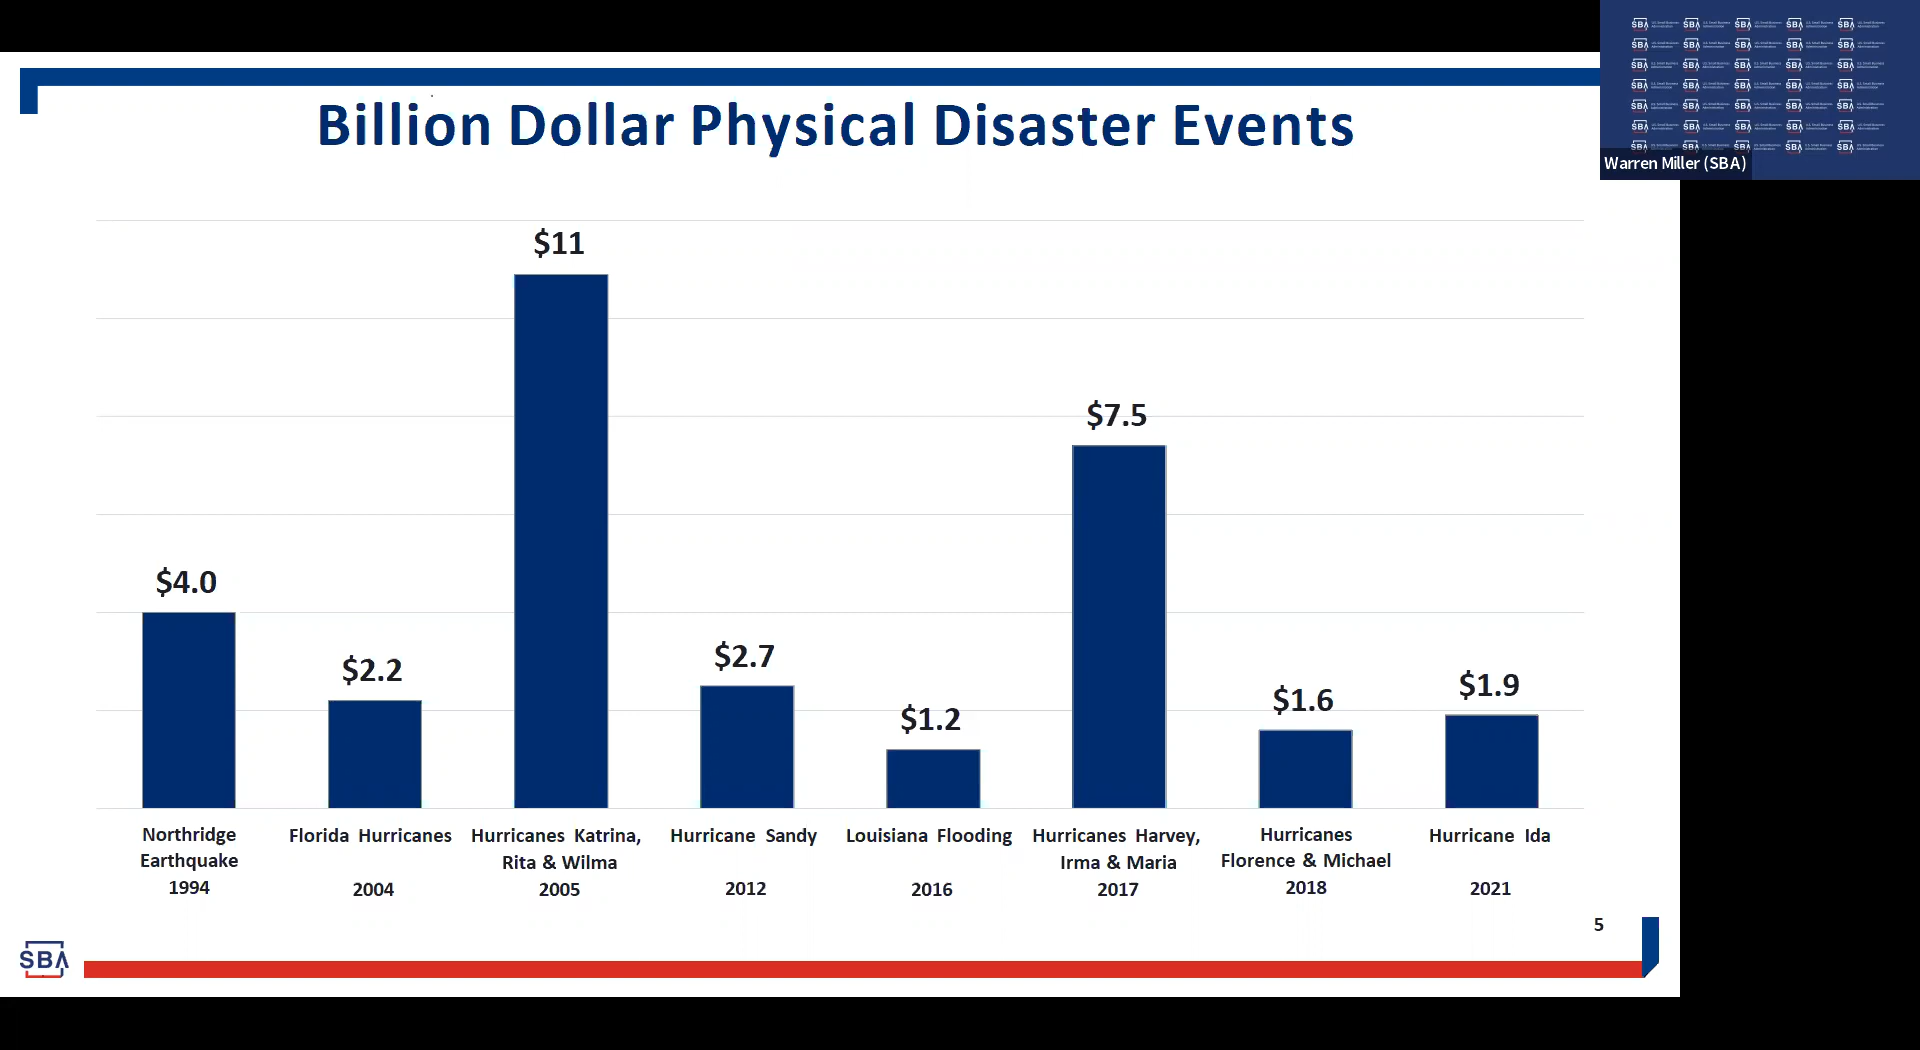 Billion Dollar Physical Disaster Events
Warren Miller (SBA)
$4.0
$2.2
$11
$2.7
$1.2
$7.5
$1.6
$1.9
Northridge
Earthquake
1994
Florida Hurricanes
2004
Hurricanes Katrina,
Rita & Wilma
2005
Hurricane Sandy
2012
Louisiana Flooding
2016
Hurricanes Harvey,
Irma & Maria
2017
Hurricanes
Florence & Michael
2018
Hurricane Ida
2021
5
SBA